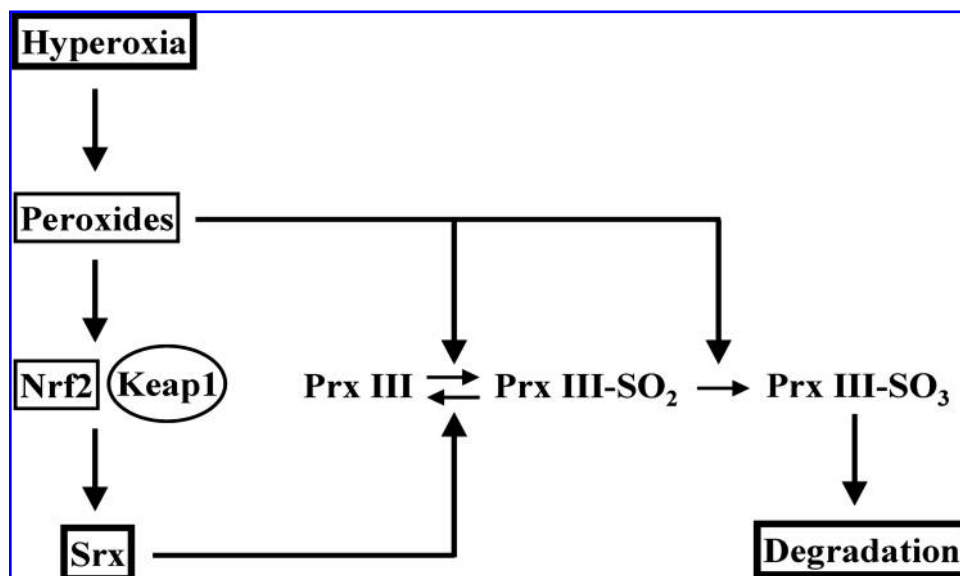 Hyperoxia
Peroxides
Nrf2 Keap1 Prx III Prx III-SO₂ Prx III-SO₃
Srx Degradation